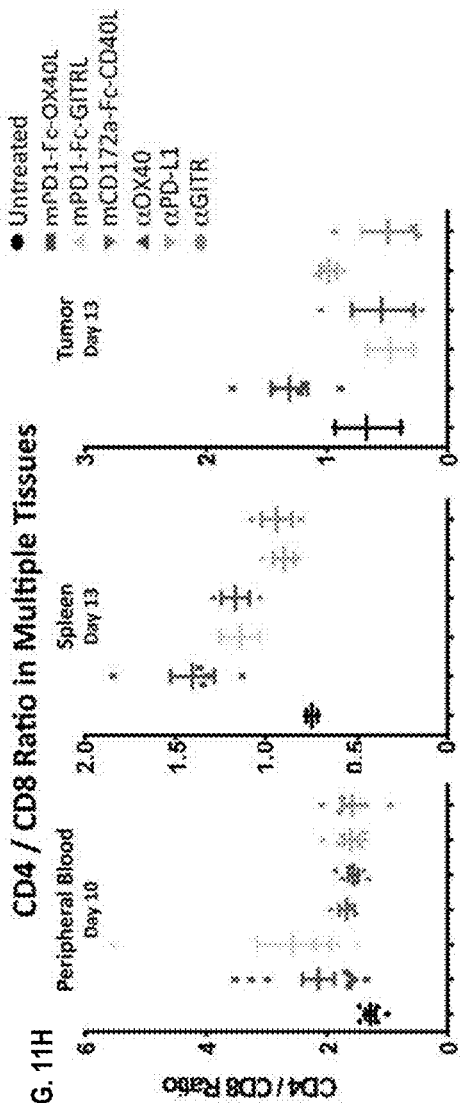 G. 11H
CD4 / CD8 Ratio in Multiple Tissues
Peripheral Blood
Day 10
Spleen
Day 13
Tumor
Day 13
CD4 / CD8 Ratio
6
4
2
0
2.0
1.5
1.0
0.5
0
3
2
1
0
Untreated
mPD1-Fc-OX40L
mPD1-Fc-GITRL
mCD172a-Fc-CD40L
αOX40
αPD-L1
αGITR